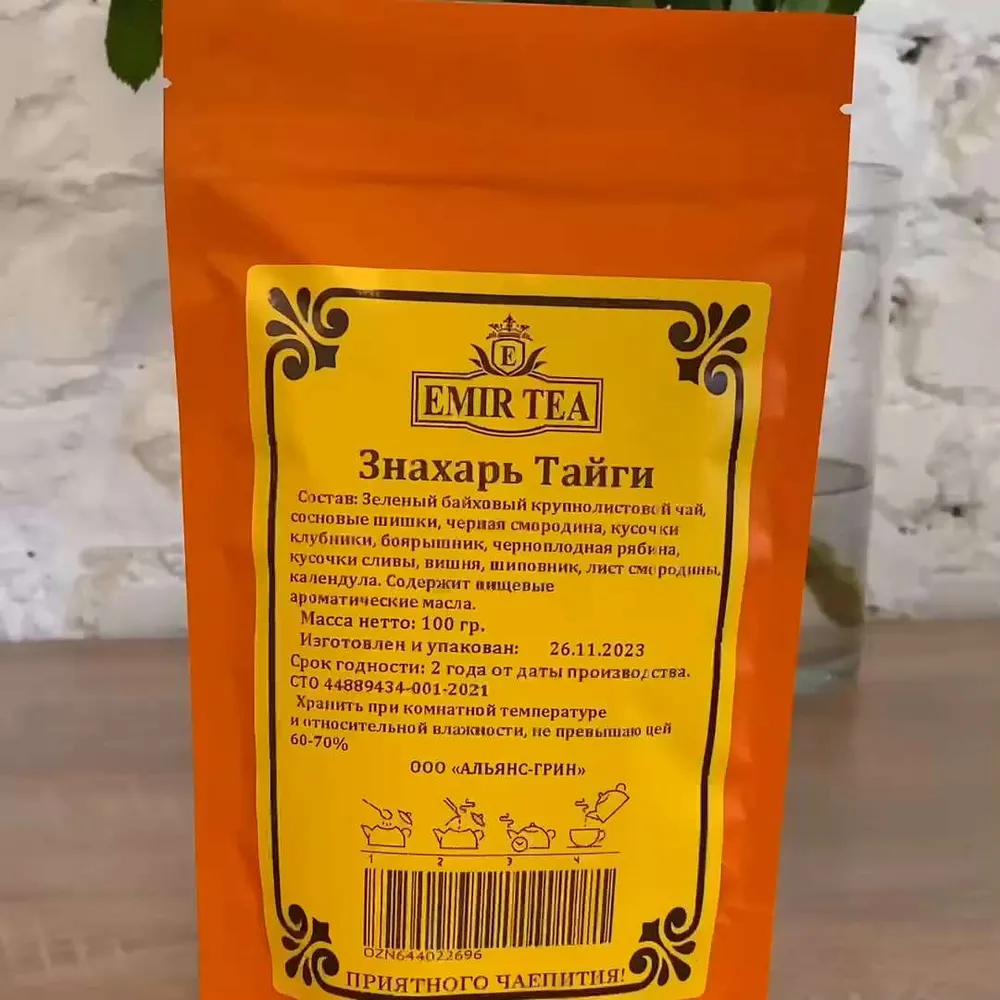 E
EMIR TEA
Знахарь Тайги
Состав: Зеленый байховый крупнолистовой чай,
сосновые шишки, черная смородина, кусочки
клубники, боярышник, черноплодная рябина,
кусочки сливы, вишня, шиповник, лист смородины,
календула. Содержит пищевые
ароматические масла.
Масса нетто: 100 гр.
Изготовлен и упакован: 26.11.2023
Срок годности: 2 года от даты производства.
СТО 44889434-001-2021
Хранить при комнатной температуре
и относительной влажности, не превышающей
60-70%
ООО «АЛЬЯНС-ГРИН»
1 2 3 4
OZN644022696
ПРИЯТНОГО ЧАЕПИТИЯ!